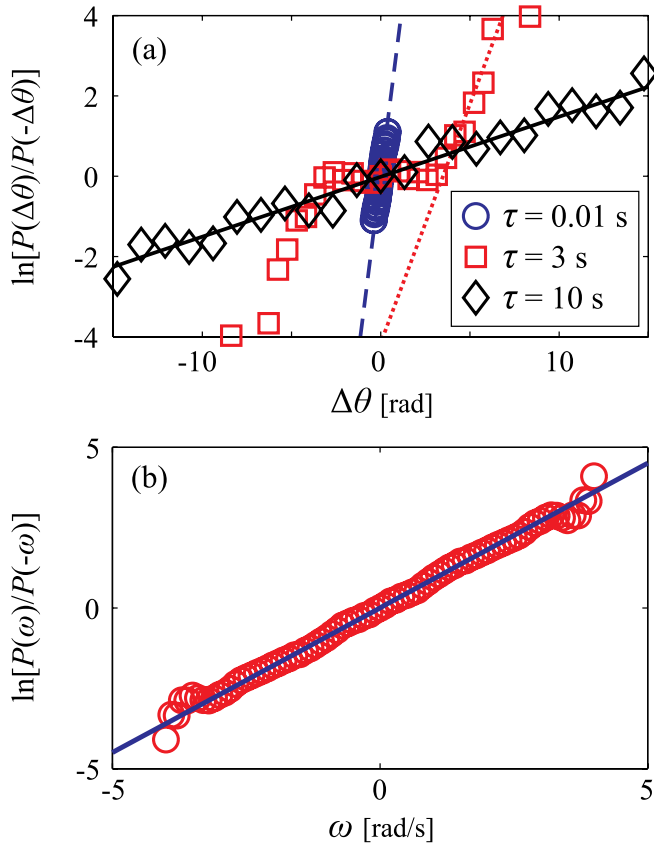 (a)
ln[P(Δθ)/P(-Δθ)]
4
2
0
-2
-4
τ = 0.01 s
τ = 3 s
τ = 10 s
-10
0
10
Δθ [rad]
(b)
ln[P(ω)/P(-ω)]
5
0
-5
-5
0
5
ω [rad/s]